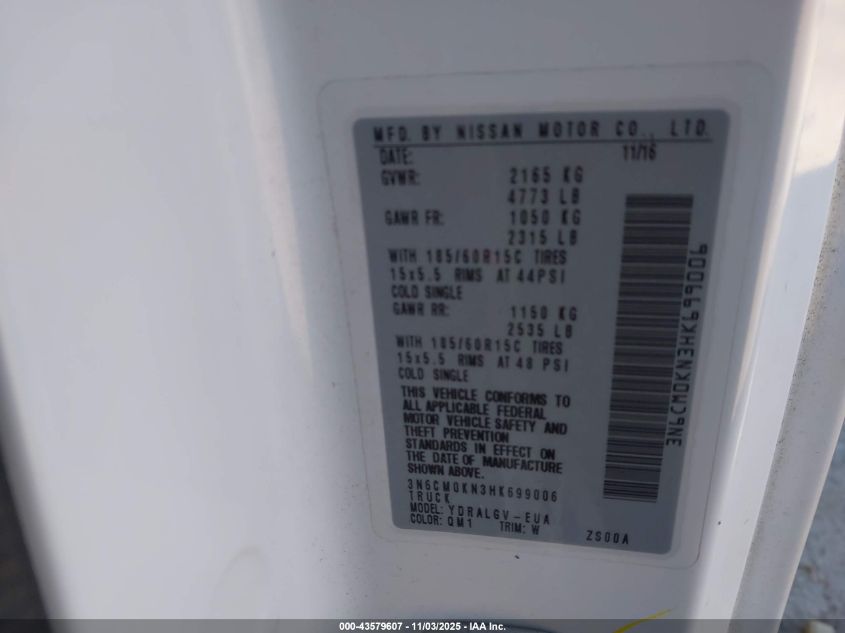 MFD. BY NISSAN MOTOR CO., LTD.
DATE: 11/16
GVWR: 2165 KG
4773 LB
GAWR FR: 1050 KG
2315 LB
WITH 185/60R15C TIRES
15x5.5 RIMS AT 44PSI
COLD SINGLE
GAWR RR: 1150 KG
2535 LB
WITH 185/60R15C TIRES
15x5.5 RIMS AT 48 PSI
COLD SINGLE
THIS VEHICLE CONFORMS TO
ALL APPLICABLE FEDERAL
MOTOR VEHICLE SAFETY AND
THEFT PREVENTION
STANDARDS IN EFFECT ON
THE DATE OF MANUFACTURE
SHOWN ABOVE.
3N6CM0KN3HK699006
TRUCK
MODEL: YDRALGV-EUA
COLOR: QM1 TRIM: W
ZS00A
3N6CM0KN3HK699006
000-43579607 - 11/03/2025 - IAA Inc.